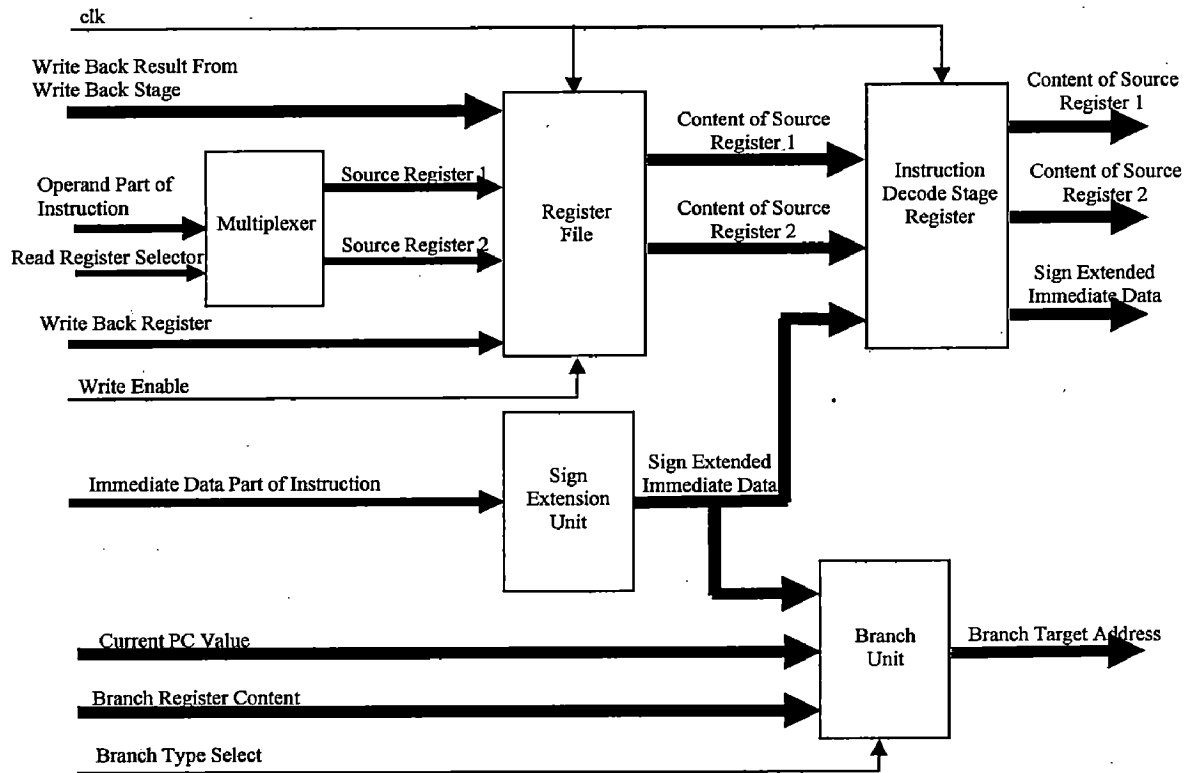 clk
Write Back Result From
Write Back Stage
Operand Part of
Instruction
Read Register Selector
Multiplexer
Source Register 1
Source Register 2
Write Back Register
Write Enable
Register
File
Content of Source
Register 1
Content of Source
Register 2
Instruction
Decode Stage
Register
Content of Source
Register 1
Content of Source
Register 2
Sign Extended
Immediate Data
Immediate Data Part of Instruction
Sign
Extension
Unit
Sign Extended
Immediate Data
Current PC Value
Branch Register Content
Branch Type Select
Branch
Unit
Branch Target Address